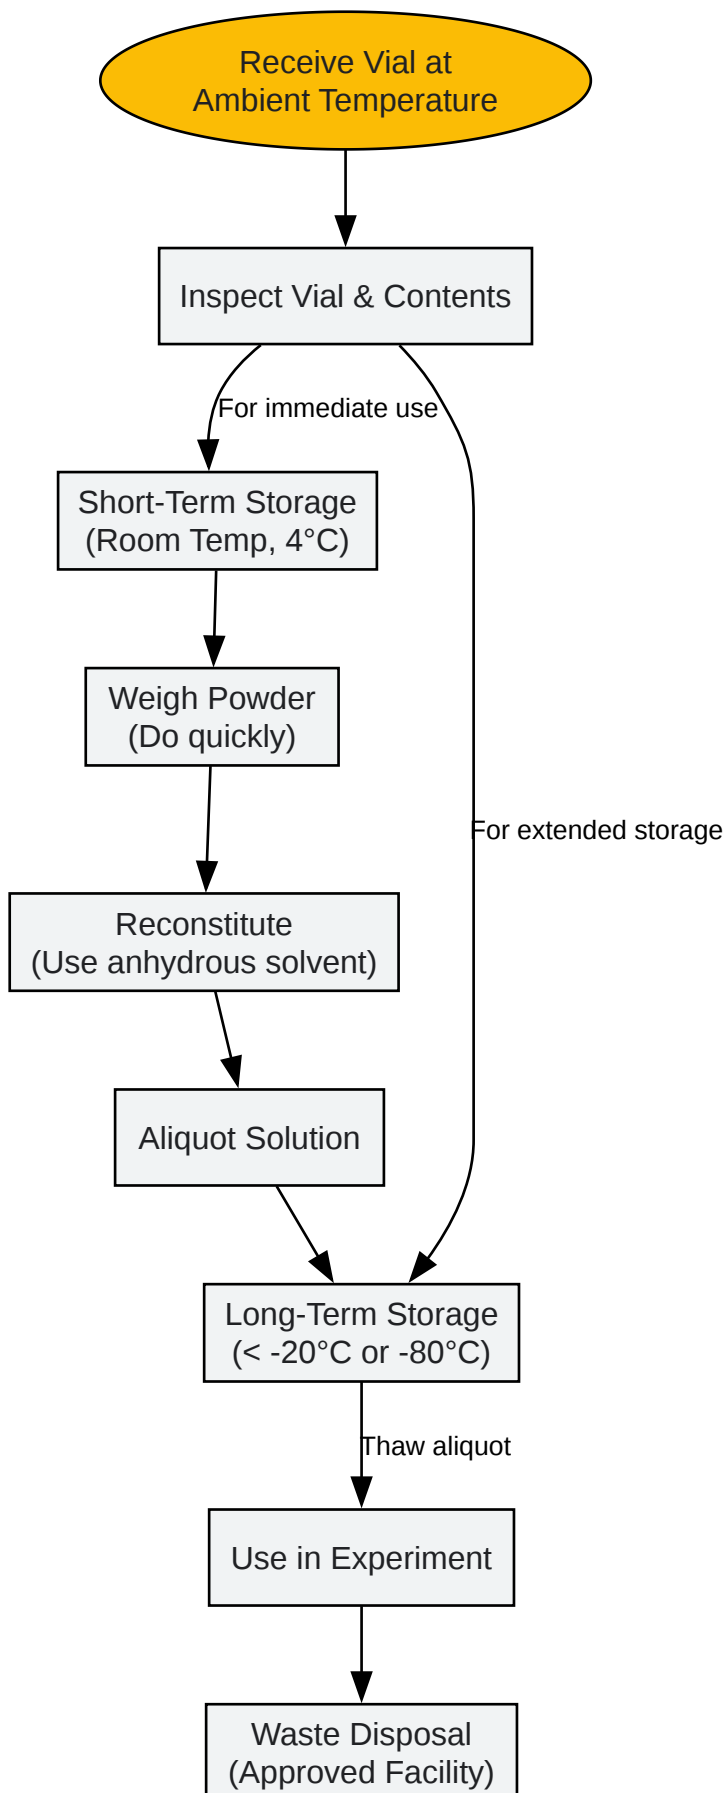 Receive Vial at
Ambient Temperature
Inspect Vial & Contents
For immediate use
Short-Term Storage
(Room Temp, 4°C)
Weigh Powder
(Do quickly)
For extended storage
Reconstitute
(Use anhydrous solvent)
Aliquot Solution
Long-Term Storage
(< -20°C or -80°C)
Thaw aliquot
Use in Experiment
Waste Disposal
(Approved Facility)